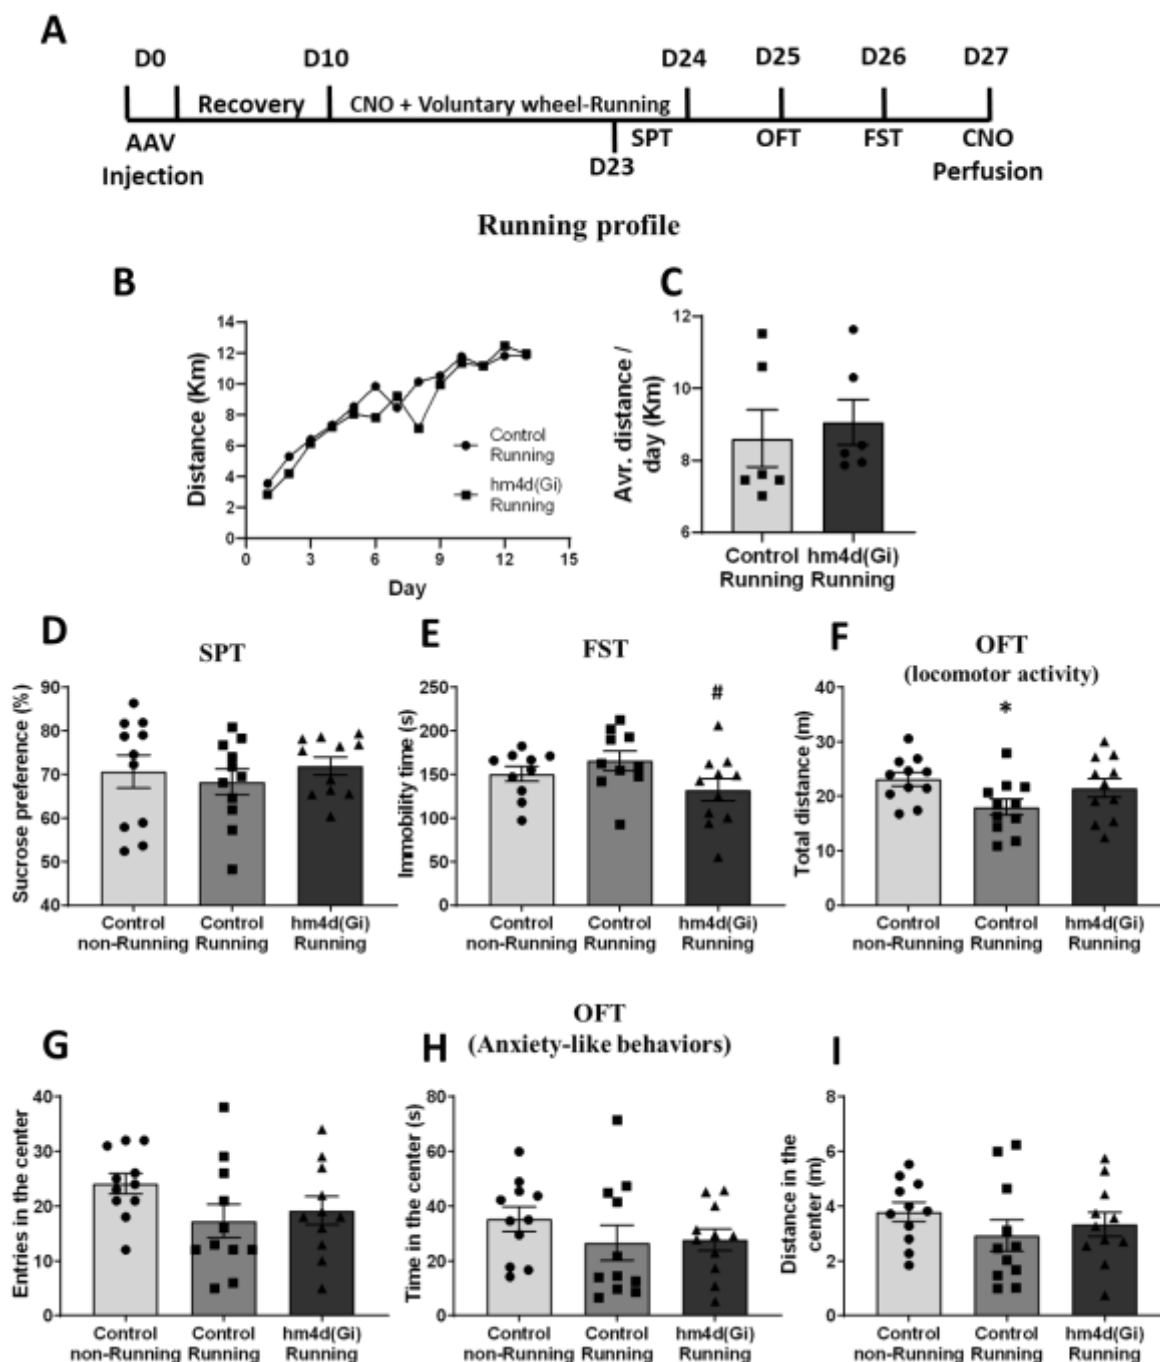 A
D0
D10
D24
D25
D26
D27
Recovery
CNO + Voluntary wheel-Running
AAV
Injection
D23
SPT
OFT
FST
CNO
Perfusion
Running profile
B
Distance (Km)
14
12
10
8
6
4
2
0
0 3 6 9 12 15
Day
Control
Running
hm4d(Gi)
Running
C
Avr. distance /
day (Km)
12
10
8
6
Control
Running
hm4d(Gi)
Running
D
SPT
Sucrose preference (%)
90
80
70
60
50
40
Control
non-Running
Control
Running
hm4d(Gi)
Running
E
FST
Immobility time (s)
250
200
150
100
50
0
#
Control
non-Running
Control
Running
hm4d(Gi)
Running
F
OFT
(locomotor activity)
Total distance (m)
40
30
20
10
0
*
Control
non-Running
Control
Running
hm4d(Gi)
Running
OFT
(Anxiety-like behaviors)
G
Entries in the center
40
30
20
10
0
Control
non-Running
Control
Running
hm4d(Gi)
Running
H
Time in the center (s)
80
60
40
20
0
Control
non-Running
Control
Running
hm4d(Gi)
Running
I
Distance in the
center (m)
8
6
4
2
0
Control
non-Running
Control
Running
hm4d(Gi)
Running